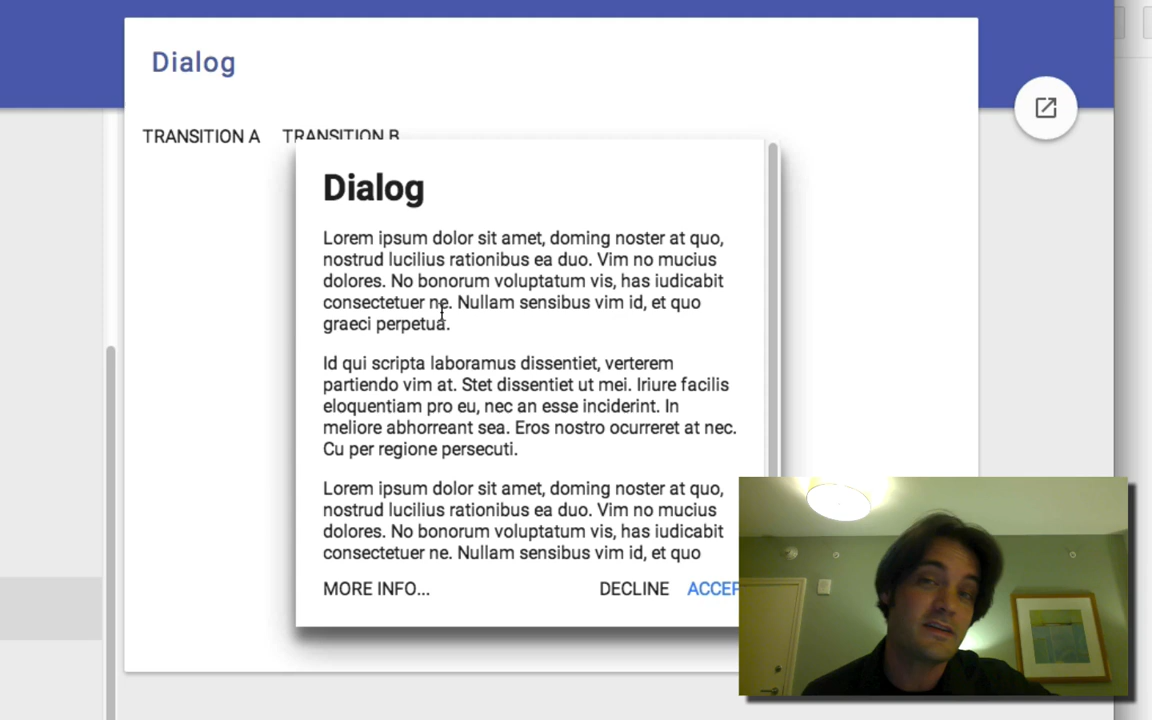 Dialog
TRANSITION A TRANSITION B
Dialog
Lorem ipsum dolor sit amet, doming noster at quo,
nostrud lucilius rationibus ea duo. Vim no mucius
dolores. No bonorum voluptatum vis, has iudicabit
consectetuer ne. Nullam sensibus vim id, et quo
graeci perpetua.
Id qui scripta laboramus dissentiet, verterem
partiendo vim at. Stet dissentiet ut mei. Iriure facilis
eloquentiam pro eu, nec an esse inciderint. In
meliore abhorreant sea. Eros nostro ocurreret at nec.
Cu per regione persecuti.
Lorem ipsum dolor sit amet, doming noster at quo,
nostrud lucilius rationibus ea duo. Vim no mucius
dolores. No bonorum voluptatum vis, has iudicabit
consectetuer ne. Nullam sensibus vim id, et quo
MORE INFO... DECLINE ACCEP